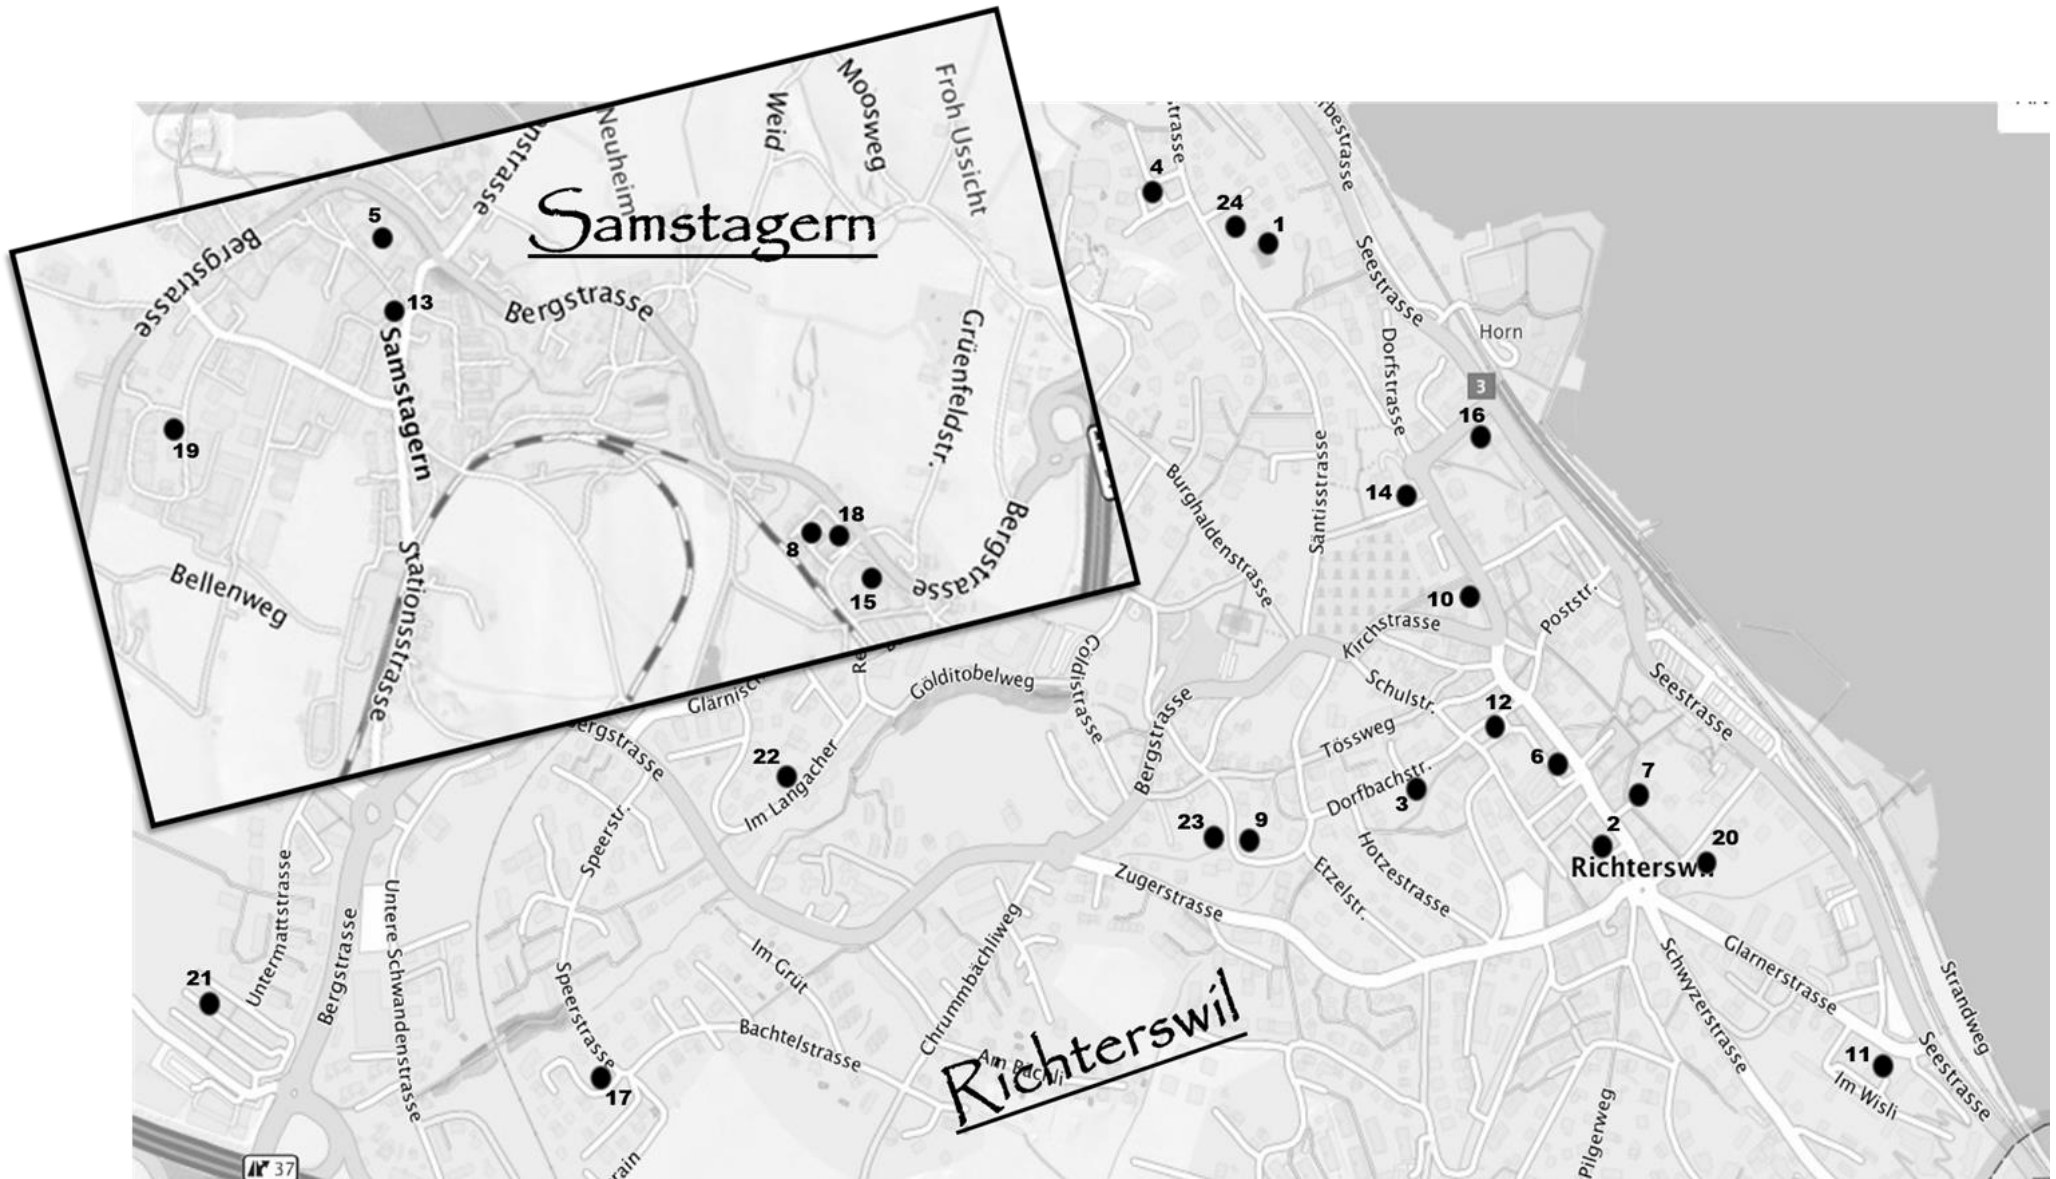 Neuheim
Weid
Moosweg
Froh Ussicht
Samstagern
5
Bergstrasse
13
Bergstrasse
Samstagern
Grüenfeldstr.
19
18
8
15
Bergstrasse
Bellenweg
Stationsstrasse
4
24
1
Seestrasse
Horn
Dorfstrasse
3
16
14
Burghaldenstrasse
Säntisstrasse
10
Kirchstrasse
Poststr.
Gölditobelweg
Göldistrasse
Schulstr.
Seestrasse
12
Bergstrasse
Tössweg
6
7
22
Im Langacher
Dorfbachstr.
3
23
9
2
20
Richterswil
Speerstr.
Hotzestrasse
Zugerstrasse
Etzelstr.
Untermattstrasse
Bergstrasse
Untere Schwandenstrasse
Im Grüt
Chrummbächliweg
Schwyzerstrasse
Glarnerstrasse
Strandweg
21
Speerstrasse
Bachtelstrasse
Am Bächli
Richterswil
17
11
Im Wisli
Seestrasse
Pilgerweg
37